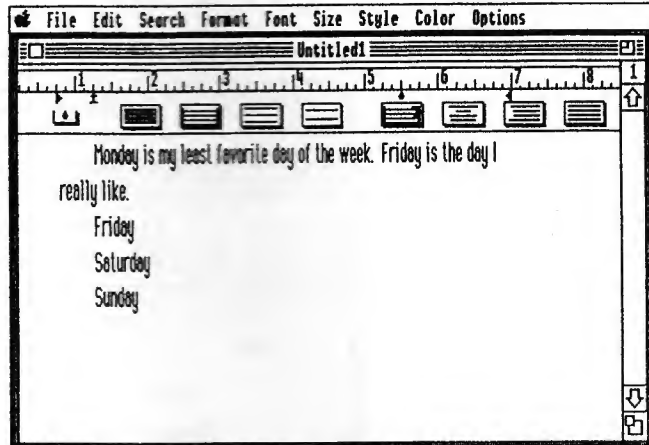 File Edit Search Format Font Size Style Color Options
Untitled1
1 2 3 4 5 6 7 8 1
Monday is my least favorite day of the week. Friday is the day I
really like.
Friday
Saturday
Sunday